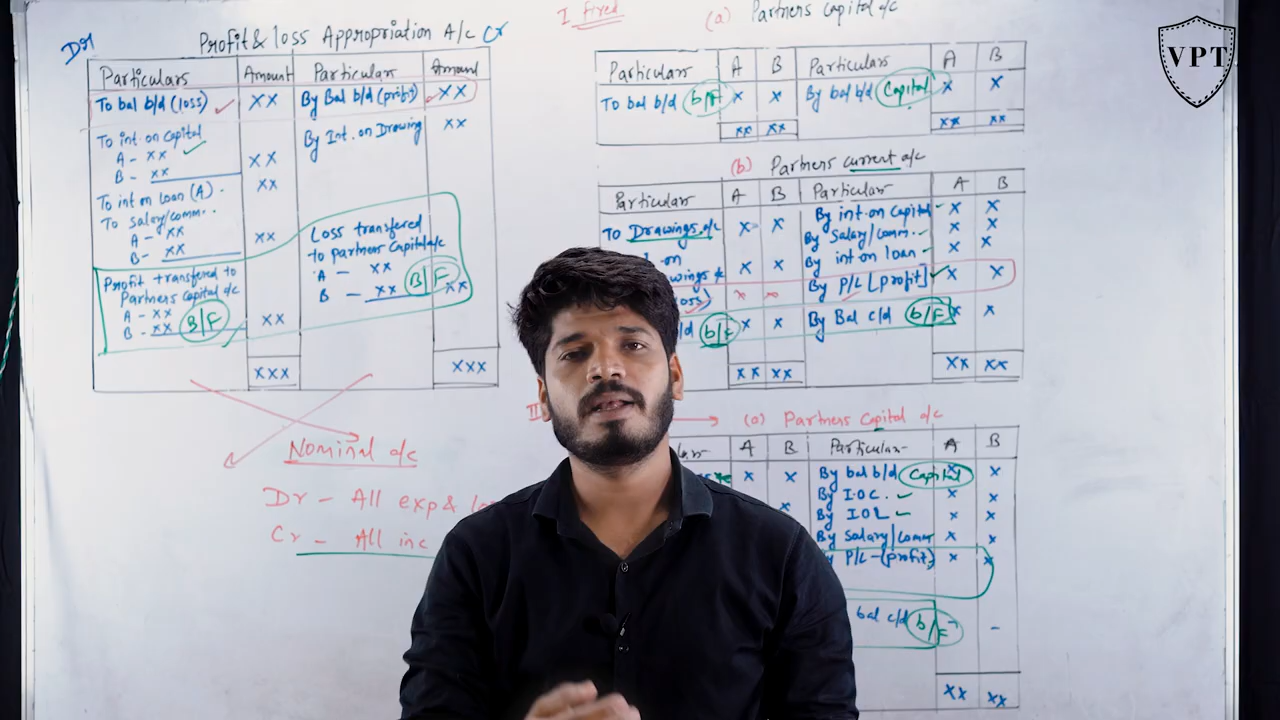 Dr
Profit & loss Appropriation A/c
Cr
Particulars
Amount
Particular
Amount
To bal b/d (loss)
XX
By Bal b/d (profit)
XX
To int. on Capital
A - XX
B - XX
XX
By Int. on Drawing
XX
To int on loan (A)
XX
To Salary/comm..
A - XX
B - XX
XX
Loss transfered
to partners Capital a/c
A - XX
B - XX
B/F
XX
Profit transfered to
Partners Capital a/c
A - XX
B - XX
B/F
XX
XXX
XXX
Nominal a/c
Dr - All exp &
Cr - All inc
I fixed
(a) Partners Capital a/c
Particular
A
B
Particulars
A
B
To bal b/d
b/f
X
X
By bal b/d
Capital
X
X
XX
XX
XX
XX
(b) Partners current a/c
Particular
A
B
Particular
A
B
To Drawings a/c
X
X
By int on Capital
X
X
By Salary/comm..
X
X
on
wings
X
X
By int on loan
X
X
loss)
X
X
By P/L [profit]
X
X
/d
b/f
X
X
By Bal c/d
b/f
X
X
XX
XX
XX
XX
II
(a) Partners Capital a/c
A
B
Particular
A
B
X
X
By bal b/d
Capital
X
X
X
By I.O.C.
X
X
By I.O.L
X
X
By Salary/comm
X
X
y P/L-(profit)
X
X
bal c/d
b/f
-
XX
XX
VPT